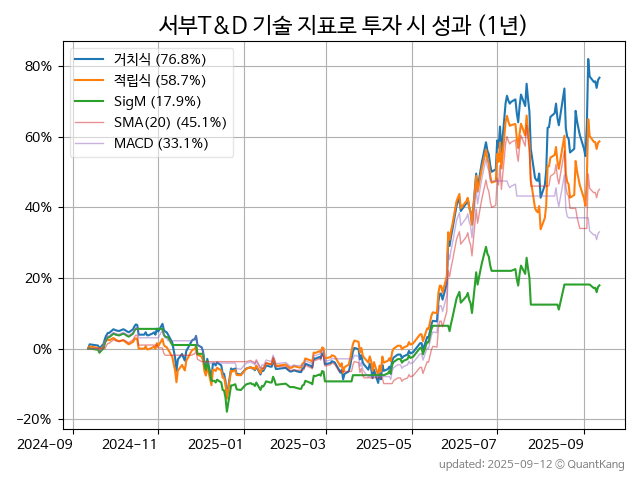 서부T&D 기술 지표로 투자 시 성과 (1년)
거치식 (76.8%)
적립식 (58.7%)
SigM (17.9%)
SMA(20) (45.1%)
MACD (33.1%)
80%
60%
40%
20%
0%
−20%
2024-09 2024-11 2025-01 2025-03 2025-05 2025-07 2025-09
updated: 2025-09-12 © QuantKang